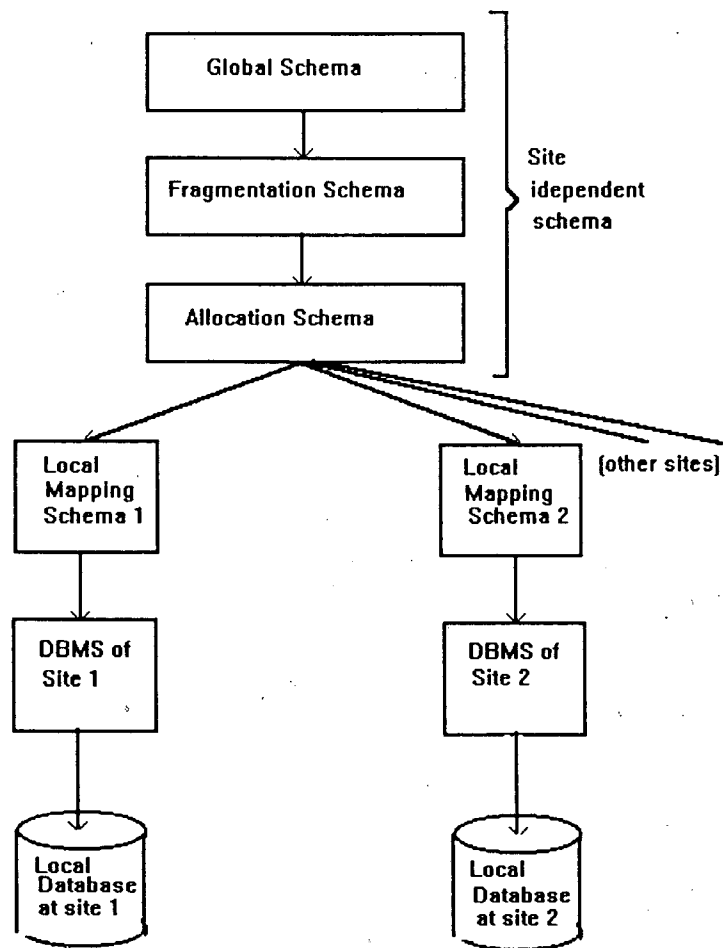 Global Schema
Fragmentation Schema
Allocation Schema
Site
idependent
schema
Local
Mapping
Schema 1
Local
Mapping
Schema 2
(other sites)
DBMS of
Site 1
DBMS of
Site 2
Local
Database
at site 1
Local
Database
at site 2